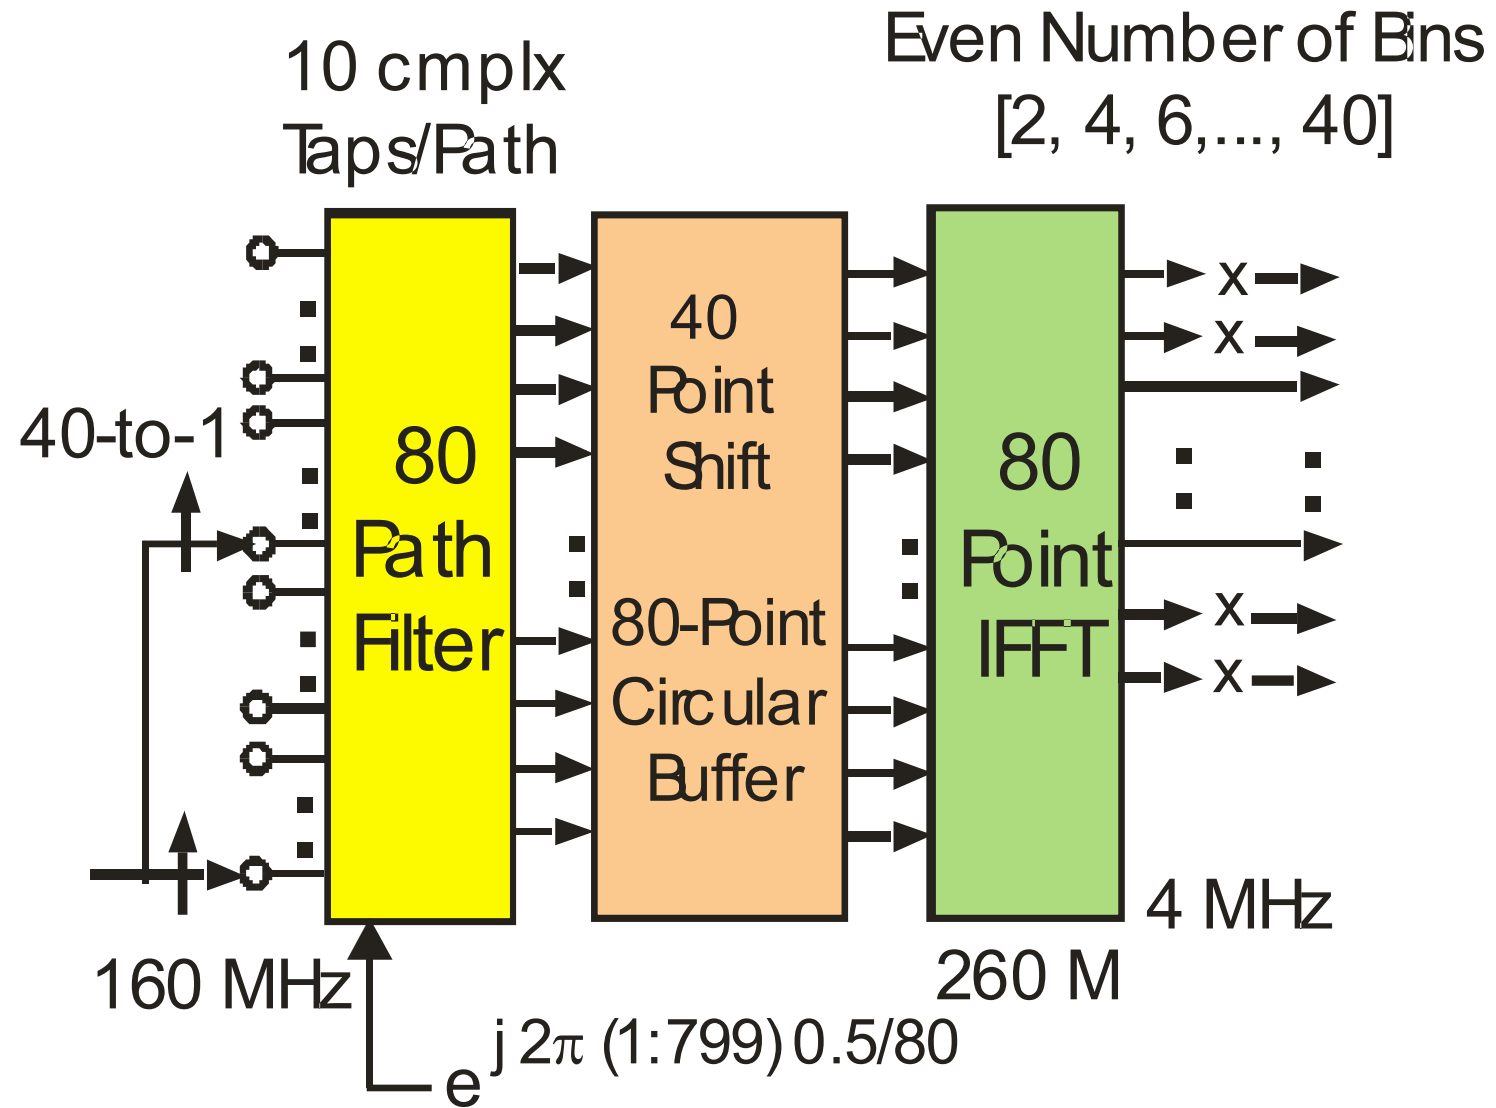 10 cmplx
Taps/Path
Even Number of Bins
[2, 4, 6,..., 40]
40-to-1
80
Path
Filter
40
Point
Shift
80-Point
Circular
Buffer
80
Point
IFFT
x
x
x
x
160 MHz
260 M
4 MHz
e j 2π (1:799) 0.5/80